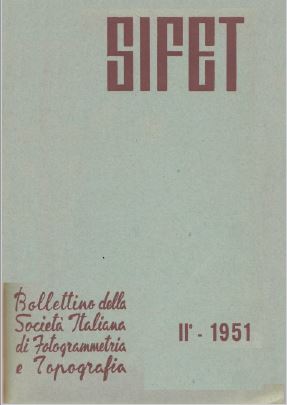 SIFET
Bollettino della
Società Italiana
di Fotogrammetria
e Topografia
II° - 1951